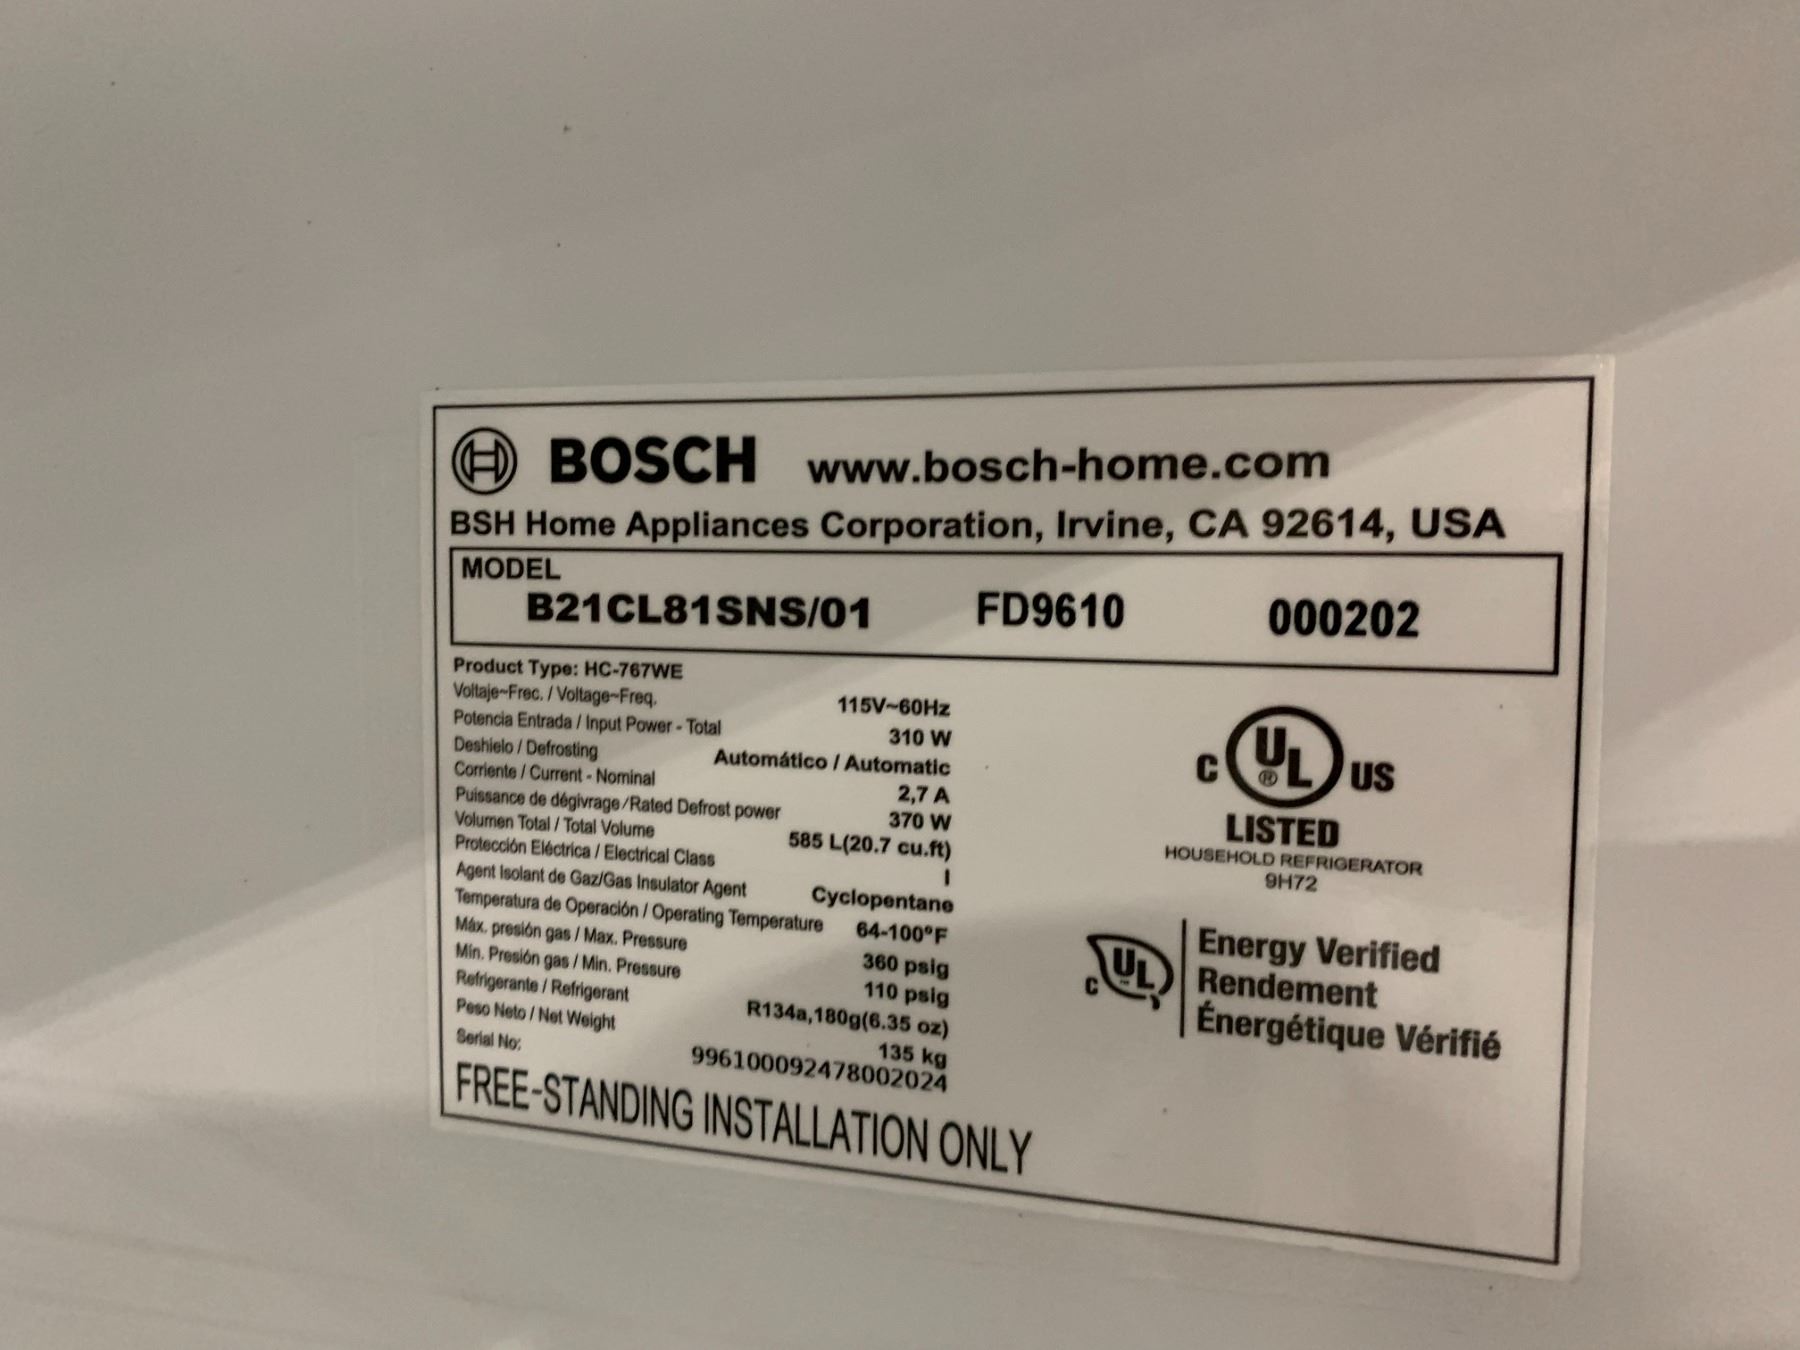 BOSCH www.bosch-home.com
BSH Home Appliances Corporation, Irvine, CA 92614, USA
MODEL
B21CL81SNS/01 FD9610 000202
Product Type: HC-767WE
Voltaje~Frec. / Voltage~Freq. 115V~60Hz
Potencia Entrada / Input Power - Total 310 W
Deshielo / Defrosting Automático / Automatic
Corriente / Current - Nominal 2,7 A
Puissance de dégivrage/Rated Defrost power 370 W
Volumen Total / Total Volume 585 L(20.7 cu.ft)
Protección Eléctrica / Electrical Class I
Agent Isolant de Gaz/Gas Insulator Agent Cyclopentane
Temperatura de Operación / Operating Temperature 64-100°F
Máx. presión gas / Max. Pressure 360 psig
Min. Presión gas / Min. Pressure 110 psig
Refrigerante / Refrigerant R134a,180g(6.35 oz)
Peso Neto / Net Weight 135 kg
Serial No: 996100092478002024
FREE-STANDING INSTALLATION ONLY
C UL ® US
LISTED
HOUSEHOLD REFRIGERATOR
9H72
C UL ™
Energy Verified
Rendement
Énergétique Vérifié